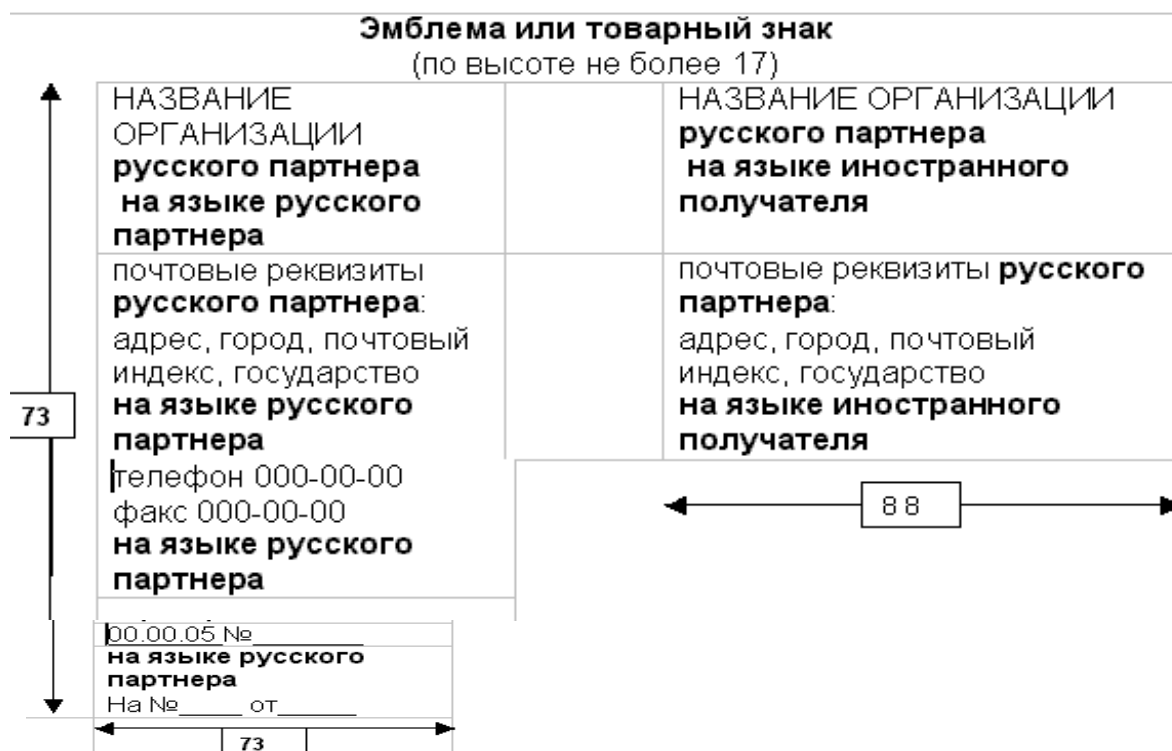 Эмблема или товарный знак
(по высоте не более 17)
НАЗВАНИЕ
ОРГАНИЗАЦИИ
русского партнера
на языке русского
партнера
НАЗВАНИЕ ОРГАНИЗАЦИИ
русского партнера
на языке иностранного
получателя
почтовые реквизиты
русского партнера:
адрес, город, почтовый
индекс, государство
на языке русского
партнера
почтовые реквизиты русского
партнера:
адрес, город, почтовый
индекс, государство
на языке иностранного
получателя
73
телефон 000-00-00
факс 000-00-00
на языке русского
партнера
88
00.00.05 №________
на языке русского
партнера
На №_____ от______
73